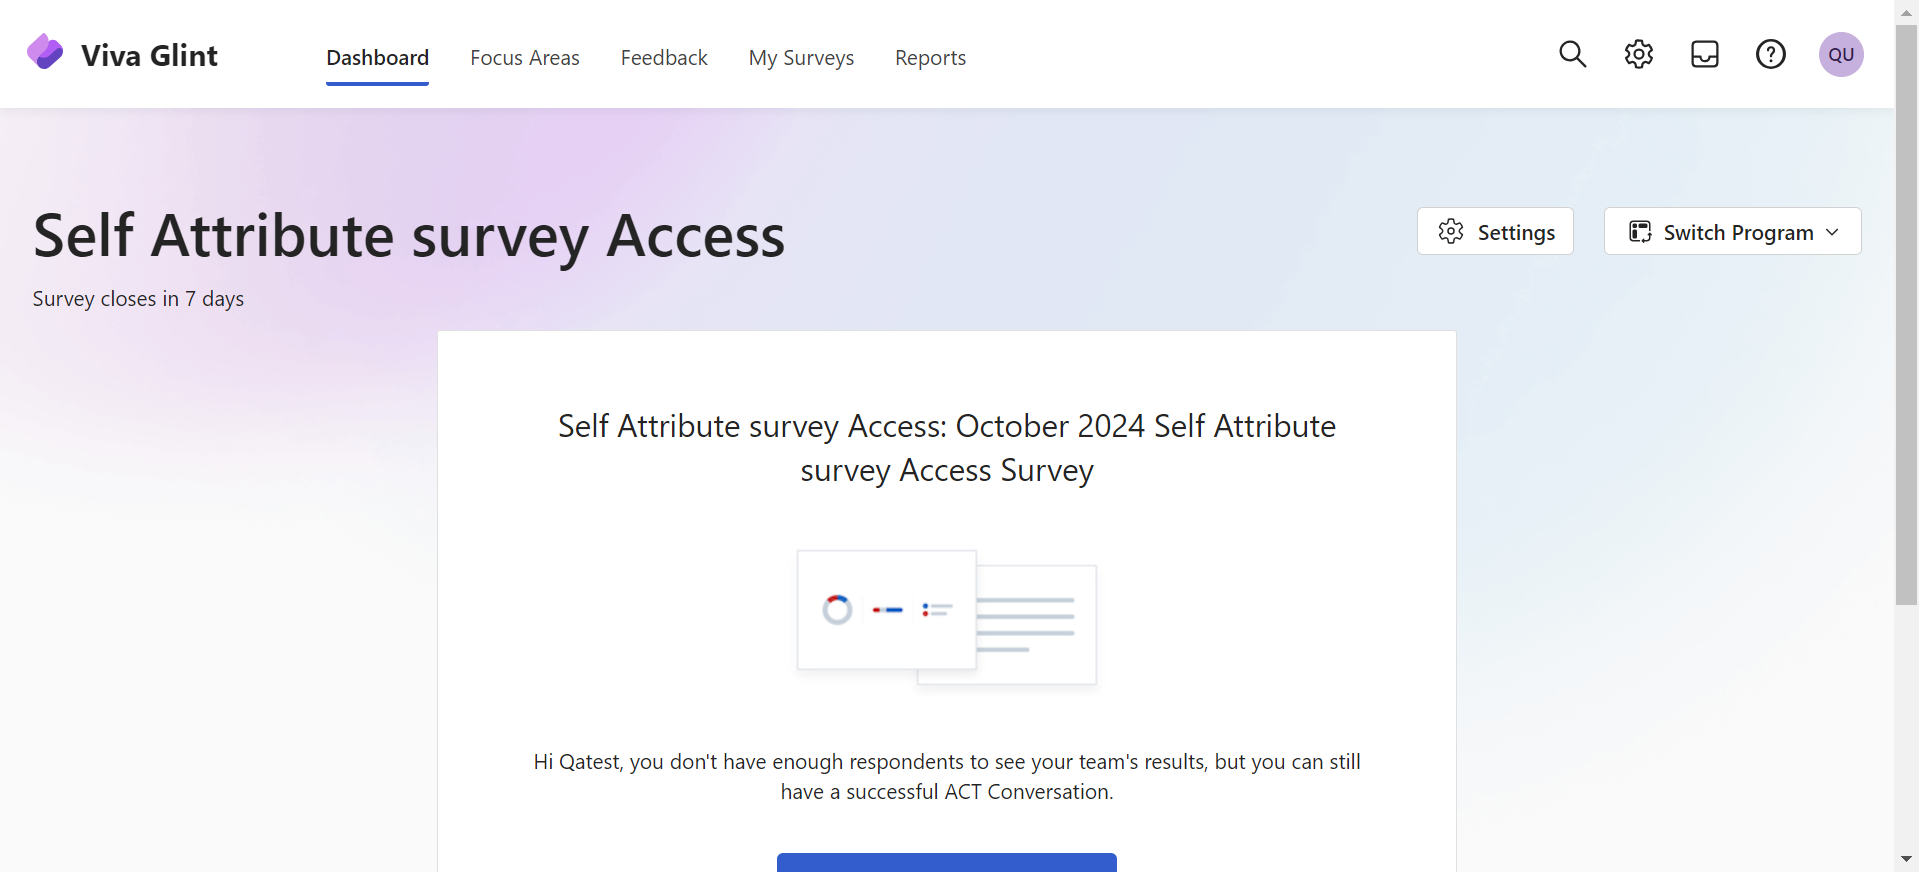 Viva Glint
Dashboard
Focus Areas
Feedback
My Surveys
Reports
QU
Self Attribute survey Access
Settings
Switch Program
Survey closes in 7 days
Self Attribute survey Access: October 2024 Self Attribute
survey Access Survey
Hi Qatest, you don't have enough respondents to see your team's results, but you can still
have a successful ACT Conversation.